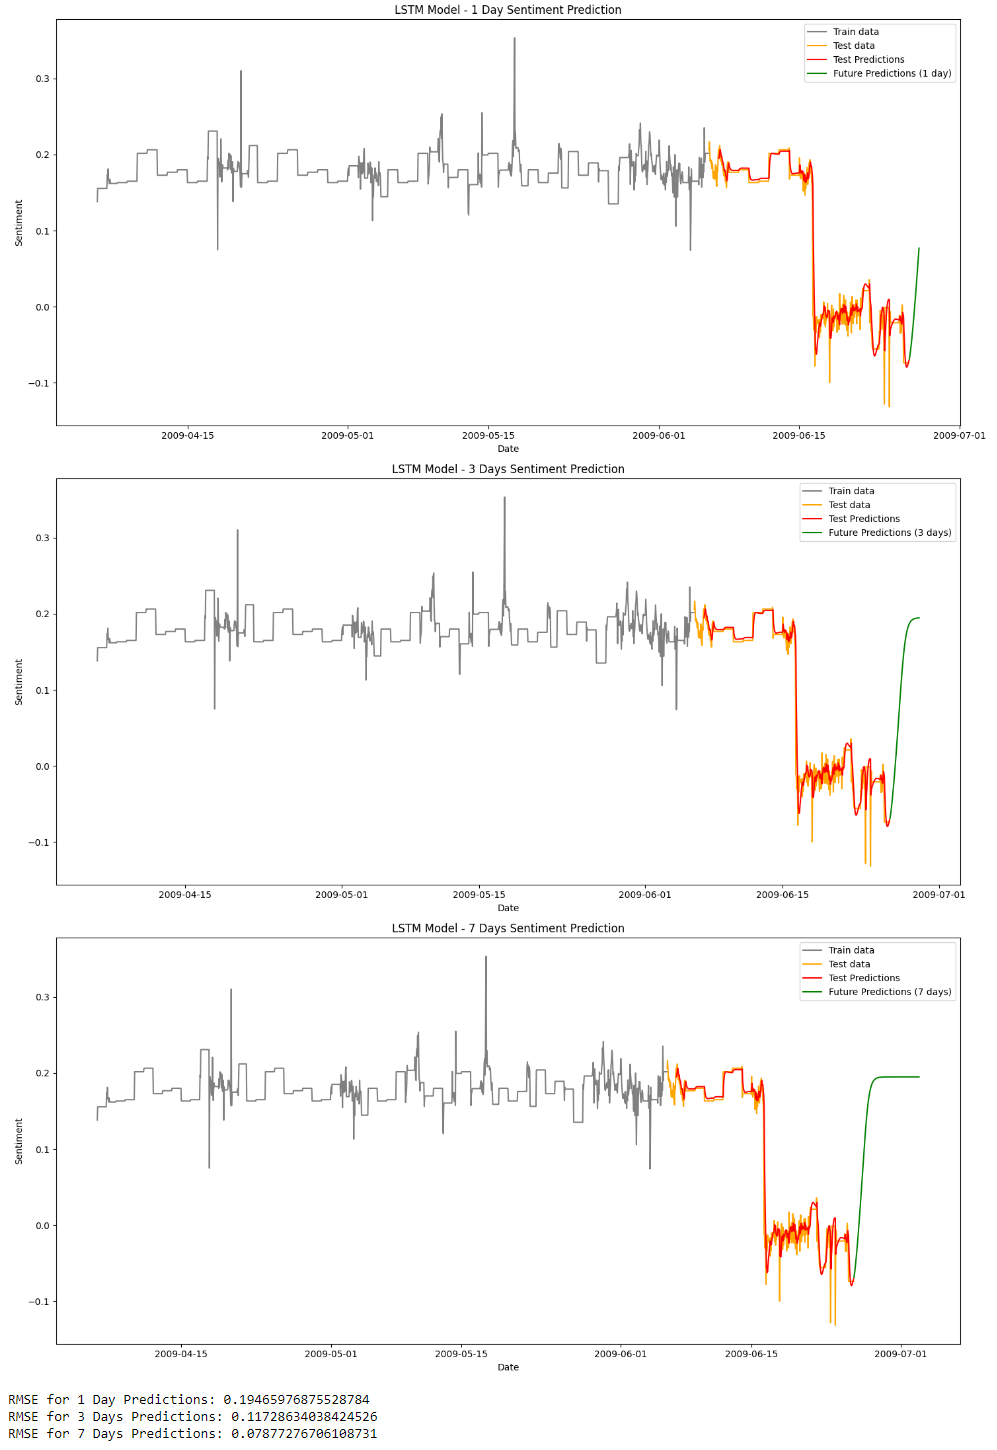 LSTM Model - 1 Day Sentiment Prediction
Train data
Test data
Test Predictions
Future Predictions (1 day)
0.3
0.2
0.1
0.0
−0.1
Sentiment
2009-04-15 2009-05-01 2009-05-15 2009-06-01 2009-06-15 2009-07-01
Date
LSTM Model - 3 Days Sentiment Prediction
Train data
Test data
Test Predictions
Future Predictions (3 days)
0.3
0.2
0.1
0.0
−0.1
Sentiment
2009-04-15 2009-05-01 2009-05-15 2009-06-01 2009-06-15 2009-07-01
Date
LSTM Model - 7 Days Sentiment Prediction
Train data
Test data
Test Predictions
Future Predictions (7 days)
0.3
0.2
0.1
0.0
−0.1
Sentiment
2009-04-15 2009-05-01 2009-05-15 2009-06-01 2009-06-15 2009-07-01
Date
RMSE for 1 Day Predictions: 0.19465976875528784
RMSE for 3 Days Predictions: 0.11728634038424526
RMSE for 7 Days Predictions: 0.07877276706108731